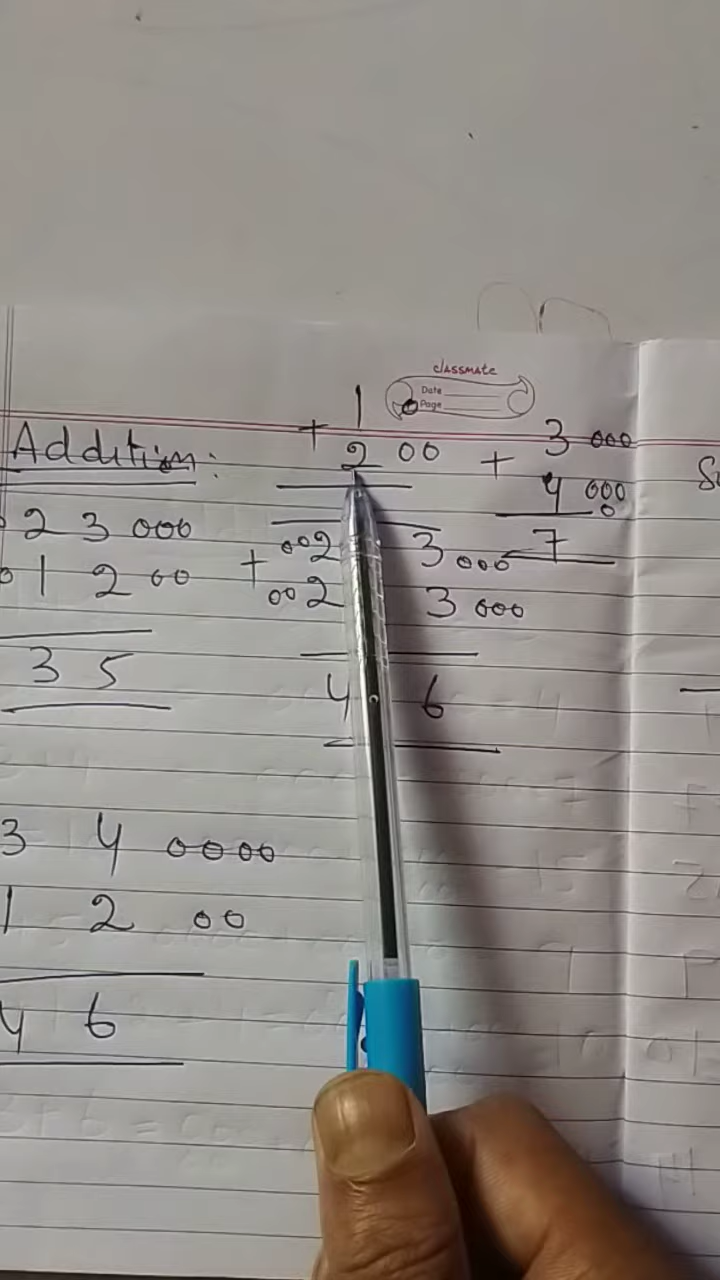 classmate
Date
Page
Addition:
1
+ 2 00
3 000
+ 4 000
7
2 3 000
1 2 00
3 5
002 3 000
+ 002 3 000
4 6
3 4 0000
1 2 00
4 6